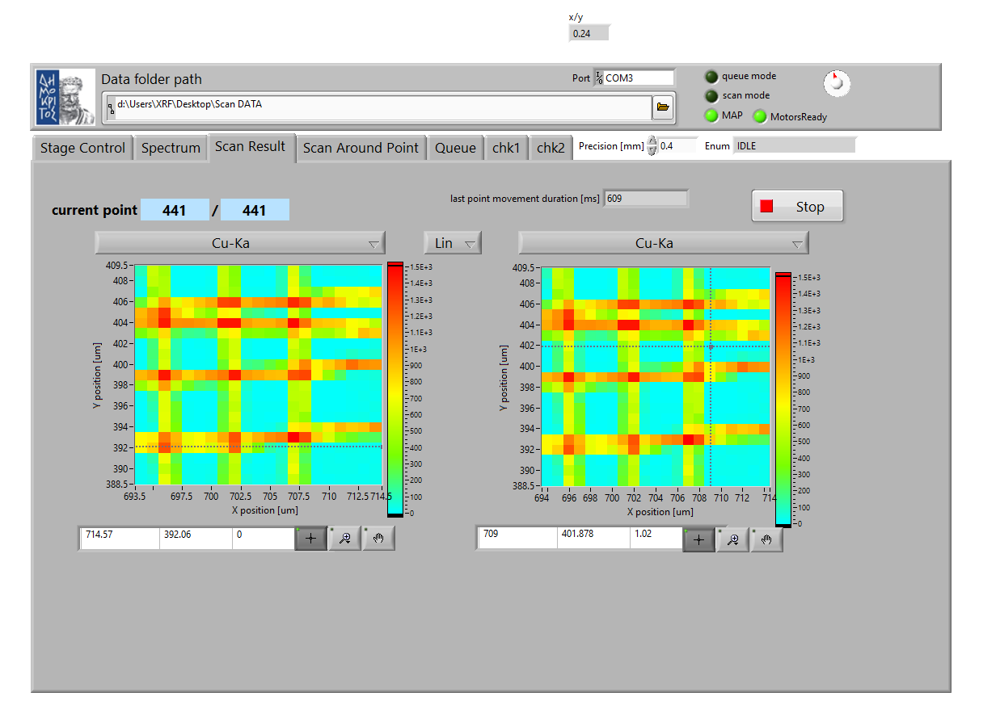 x/y
0.24
ΔΗ
ΜΟ
ΚΡΙ
ΤΟΣ
Data folder path
Port COM3
d:\Users\XRF\Desktop\Scan DATA
queue mode
scan mode
MAP MotorsReady
Stage Control Spectrum Scan Result Scan Around Point Queue chk1 chk2 Precision [mm] 0.4 Enum IDLE
current point 441 / 441
last point movement duration [ms] 609
Stop
Cu-Ka
Lin
Cu-Ka
Y position [um]
409.5
408
406
404
402
400
398
396
394
392
390
388.5
693.5 697.5 700 702.5 705 707.5 710 712.5 714.5
X position [um]
1.5E+3
1.4E+3
1.3E+3
1.2E+3
1.1E+3
1E+3
900
800
700
600
500
400
300
200
100
0
714.57 392.06 0
Y position [um]
409.5
408
406
404
402
400
398
396
394
392
390
388.5
694 696 698 700 702 704 706 708 710 712 714
X position [um]
1.5E+3
1.4E+3
1.3E+3
1.2E+3
1.1E+3
1E+3
900
800
700
600
500
400
300
200
100
0
709 401.878 1.02